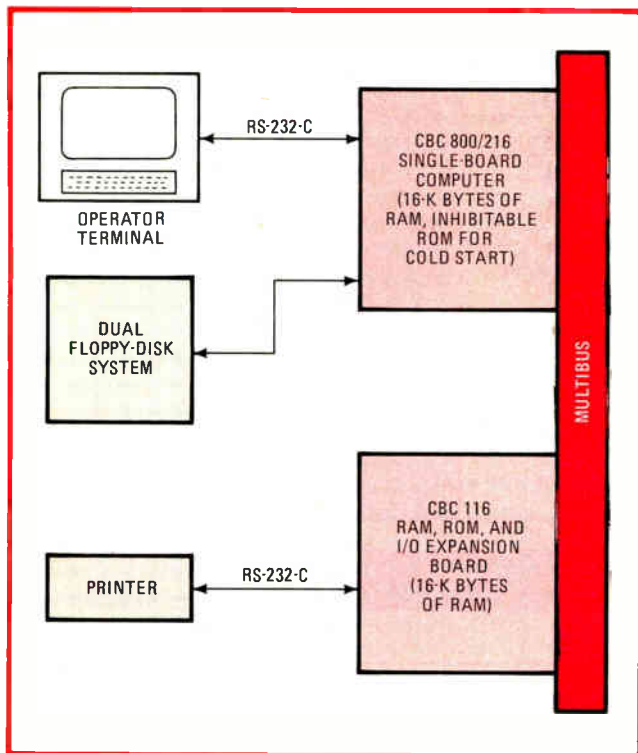 OPERATOR
TERMINAL
RS-232-C
CBC 800/216
SINGLE-BOARD
COMPUTER
(16-K BYTES OF
RAM, INHIBITABLE
ROM FOR
COLD START)
DUAL
FLOPPY-DISK
SYSTEM
MULTIBUS
PRINTER
RS-232-C
CBC 116
RAM, ROM, AND
I/O EXPANSION
BOARD
(16-K BYTES
OF RAM)